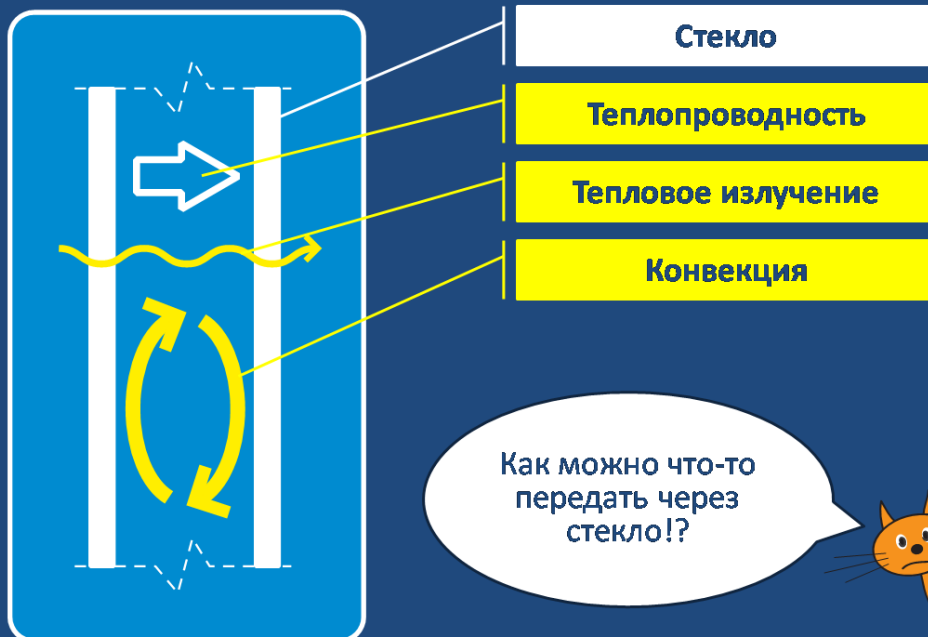 Стекло
Теплопроводность
Тепловое излучение
Конвекция
Как можно что-то
передать через
стекло!?